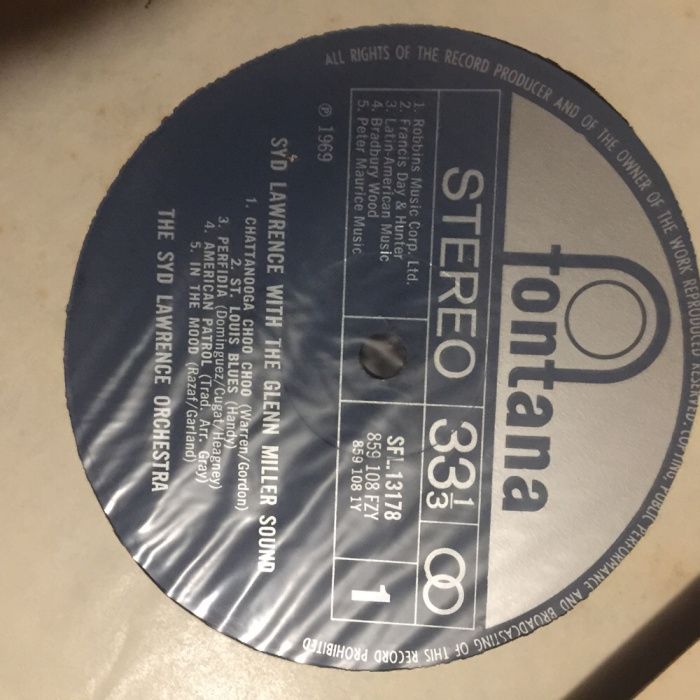 ALL RIGHTS OF THE RECORD PRODUCER AND OF THE OWNER OF THE WORK REPRODUCED RESERVED. COPYING, PUBLIC PERFORMANCE AND BROADCASTING OF THIS RECORD PROHIBITED
fontana
STEREO 33 1/3
1. Robbins Music Corp. Ltd.
2. Francis Day & Hunter
3. Latin-American Music
4. Bradbury Wood
5. Peter Maurice Music
SFL.13178
859 108 FZY
859 108 1Y
1
℗ 1969
SYD LAWRENCE WITH THE GLENN MILLER SOUND
1. CHATTANOOGA CHOO CHOO (Warren/Gordon)
2. ST. LOUIS BLUES (Handy)
3. PERFIDIA (Dominguez/Cugat/Heagney)
4. AMERICAN PATROL (Trad. Arr. Gray)
5. IN THE MOOD (Razaf/Garland)
THE SYD LAWRENCE ORCHESTRA